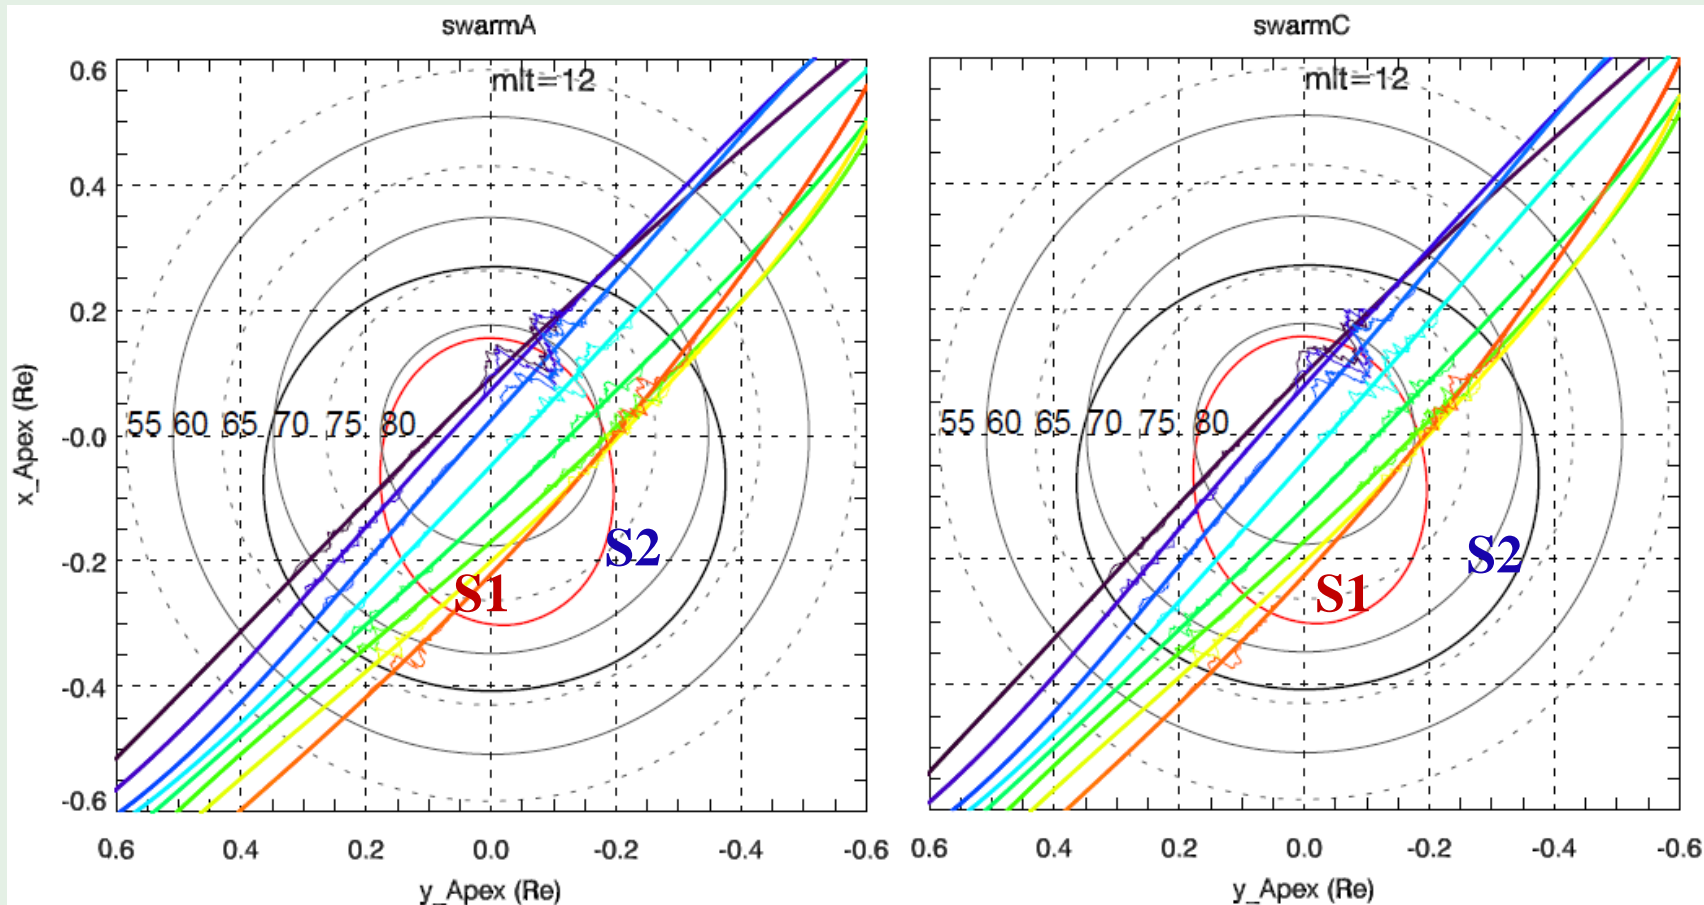 swarmA
swarmC
mlt=12
mlt=12
0.6
0.4
0.2
-0.0
-0.2
-0.4
-0.6
x_Apex (Re)
55 60 65 70 75 80
55 60 65 70 75 80
S2
S1
S2
S1
0.6 0.4 0.2 0.0 -0.2 -0.4 -0.6
0.6 0.4 0.2 0.0 -0.2 -0.4 -0.6
y_Apex (Re)
y_Apex (Re)